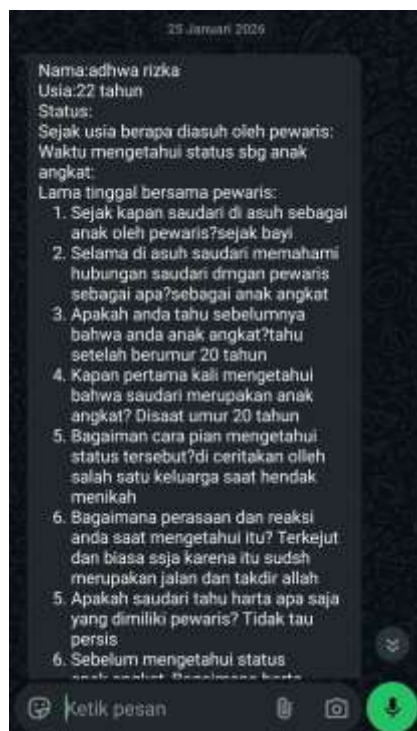 25 Januari 2026
Nama:adhwa rizka
Usia:22 tahun
Status:
Sejak usia berapa diasuh oleh pewaris:
Waktu mengetahui status sbg anak
angkat:
Lama tinggal bersama pewaris:
1. Sejak kapan saudari di asuh sebagai
anak oleh pewaris?sejak bayi
2. Selama di asuh saudari memahami
hubungan saudari dmgan pewaris
sebagai apa?sebagai anak angkat
3. Apakah anda tahu sebelumnya
bahwa anda anak angkat?tahu
setelah berumur 20 tahun
4. Kapan pertama kali mengetahui
bahwa saudari merupakan anak
angkat? Disaat umur 20 tahun
5. Bagaiman cara pian mengetahui
status tersebut?di ceritakan olleh
salah satu keluarga saat hendak
menikah
6. Bagaimana perasaan dan reaksi
anda saat mengetahui itu? Terkejut
dan biasa ssja karena itu sudsh
merupakan jalan dan takdir allah
5. Apakah saudari tahu harta apa saja
yang dimiliki pewaris? Tidak tau
persis
6. Sebelum mengetahui status
anak angkat, Bagaimana harta
Ketik pesan